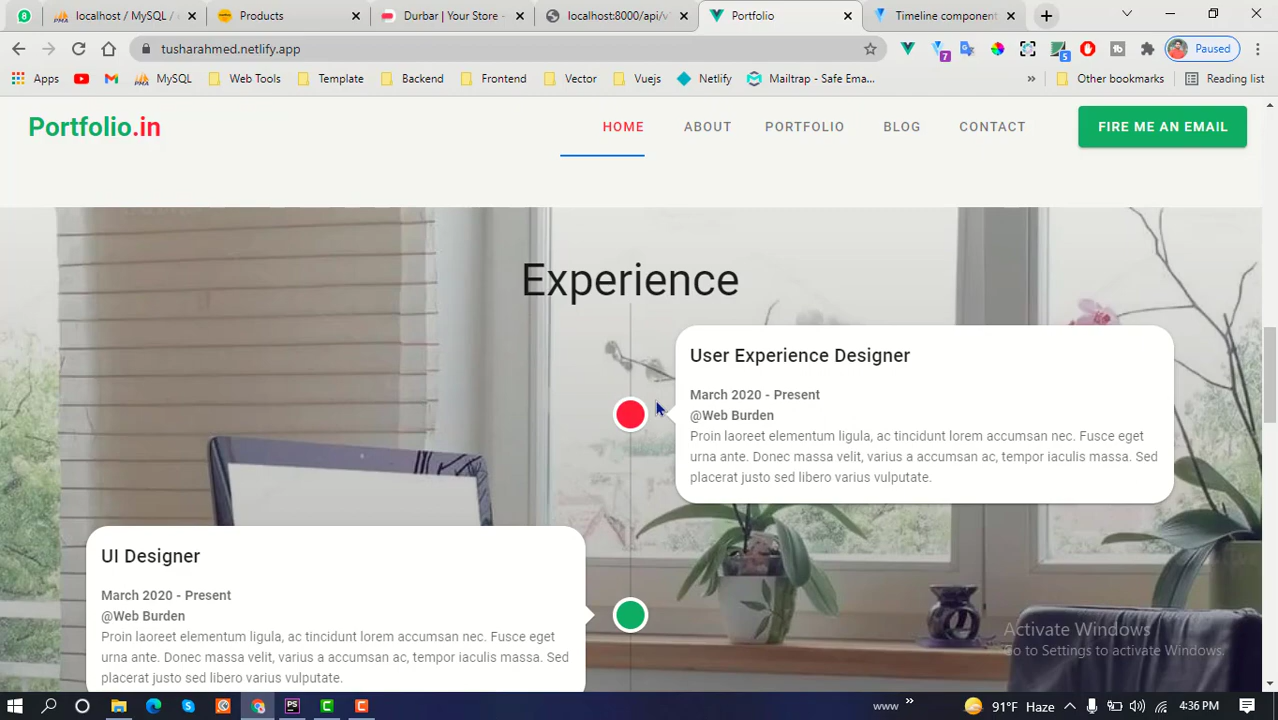 localhost / MySQL /
Products
Durbar | Your Store -
localhost:8000/api/v
Portfolio
Timeline component
tusharahmed.netlify.app
7
5
Paused
Apps
MySQL
Web Tools
Template
Backend
Frontend
Vector
Vuejs
Netlify
Mailtrap - Safe Ema...
»
Other bookmarks
Reading list
Portfolio.in
HOME
ABOUT
PORTFOLIO
BLOG
CONTACT
FIRE ME AN EMAIL
Experience
User Experience Designer
March 2020 - Present
@Web Burden
Proin laoreet elementum ligula, ac tincidunt lorem accumsan nec. Fusce eget
urna ante. Donec massa velit, varius a accumsan ac, tempor iaculis massa. Sed
placerat justo sed libero varius vulputate.
UI Designer
March 2020 - Present
@Web Burden
Proin laoreet elementum ligula, ac tincidunt lorem accumsan nec. Fusce eget
urna ante. Donec massa velit, varius a accumsan ac, tempor iaculis massa. Sed
placerat justo sed libero varius vulputate.
Activate Windows
Go to Settings to activate Windows.
www
»
91°F Haze
4:36 PM